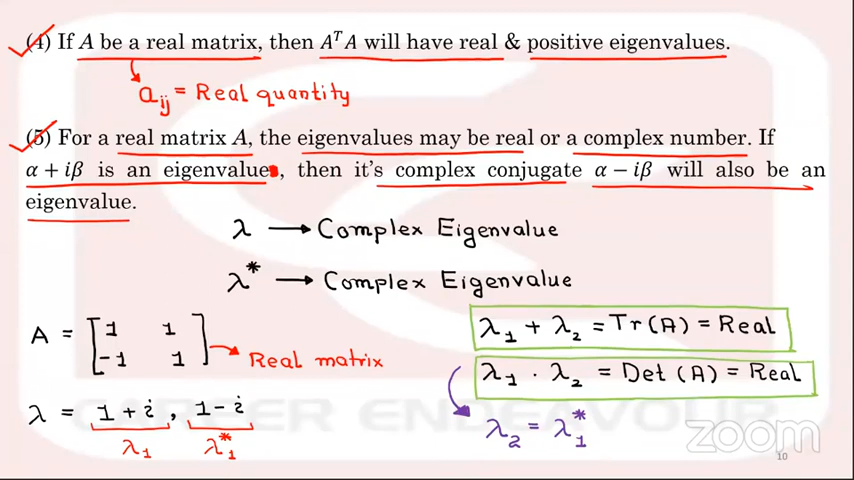 (4) If A be a real matrix, then AᵀA will have real & positive eigenvalues.
aᵢⱼ = Real quantity
(5) For a real matrix A, the eigenvalues may be real or a complex number. If
α + iβ is an eigenvalue, then it's complex conjugate α − iβ will also be an
eigenvalue.
λ → Complex Eigenvalue
λ* → Complex Eigenvalue
A = [1 1
-1 1]
Real matrix
λ = 1 + i, 1 - i
λ₁ λ₁*
λ₁ + λ₂ = Tr(A) = Real
λ₁ · λ₂ = Det(A) = Real
λ₂ = λ₁*
CAREER ENDEAVOUR
zoom
10